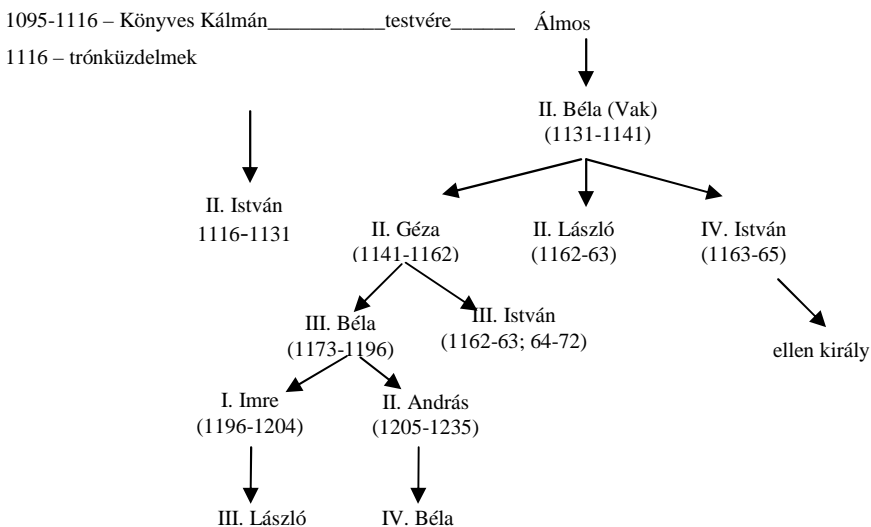 1095-1116 – Könyves Kálmán___________testvére______ Álmos
1116 – trónküzdelmek
II. Béla (Vak)
(1131-1141)
II. István
1116-1131
II. Géza
(1141-1162)
II. László
(1162-63)
IV. István
(1163-65)
III. Béla
(1173-1196)
III. István
(1162-63; 64-72)
ellen király
I. Imre
(1196-1204)
II. András
(1205-1235)
III. László
IV. Béla